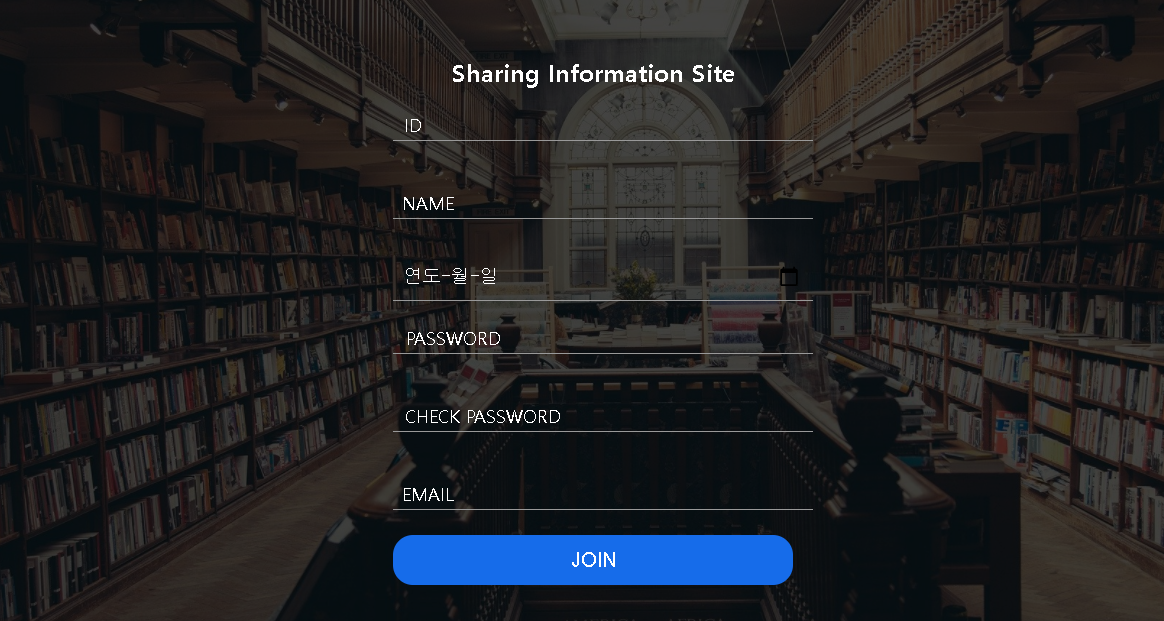 Sharing Information Site
ID
NAME
연도-월-일
PASSWORD
CHECK PASSWORD
EMAIL
JOIN